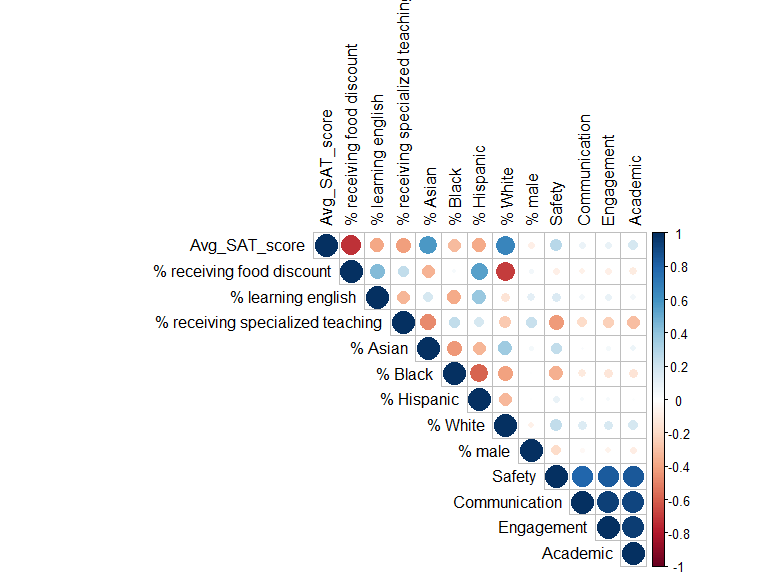 Avg_SAT_score
% receiving food discount
% learning english
% receiving specialized teaching
% Asian
% Black
% Hispanic
% White
% male
Safety
Communication
Engagement
Academic
Avg_SAT_score
% receiving food discount
% learning english
% receiving specialized teaching
% Asian
% Black
% Hispanic
% White
% male
Safety
Communication
Engagement
Academic
1
0.8
0.6
0.4
0.2
0
-0.2
-0.4
-0.6
-0.8
-1